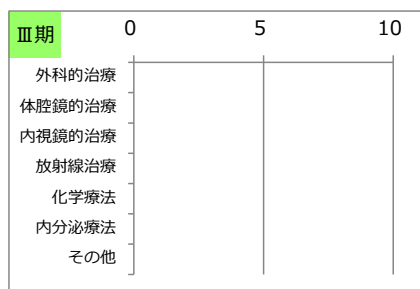 Ⅲ期
0 5 10
外科的治療
体腔鏡的治療
内視鏡的治療
放射線治療
化学療法
内分泌療法
その他